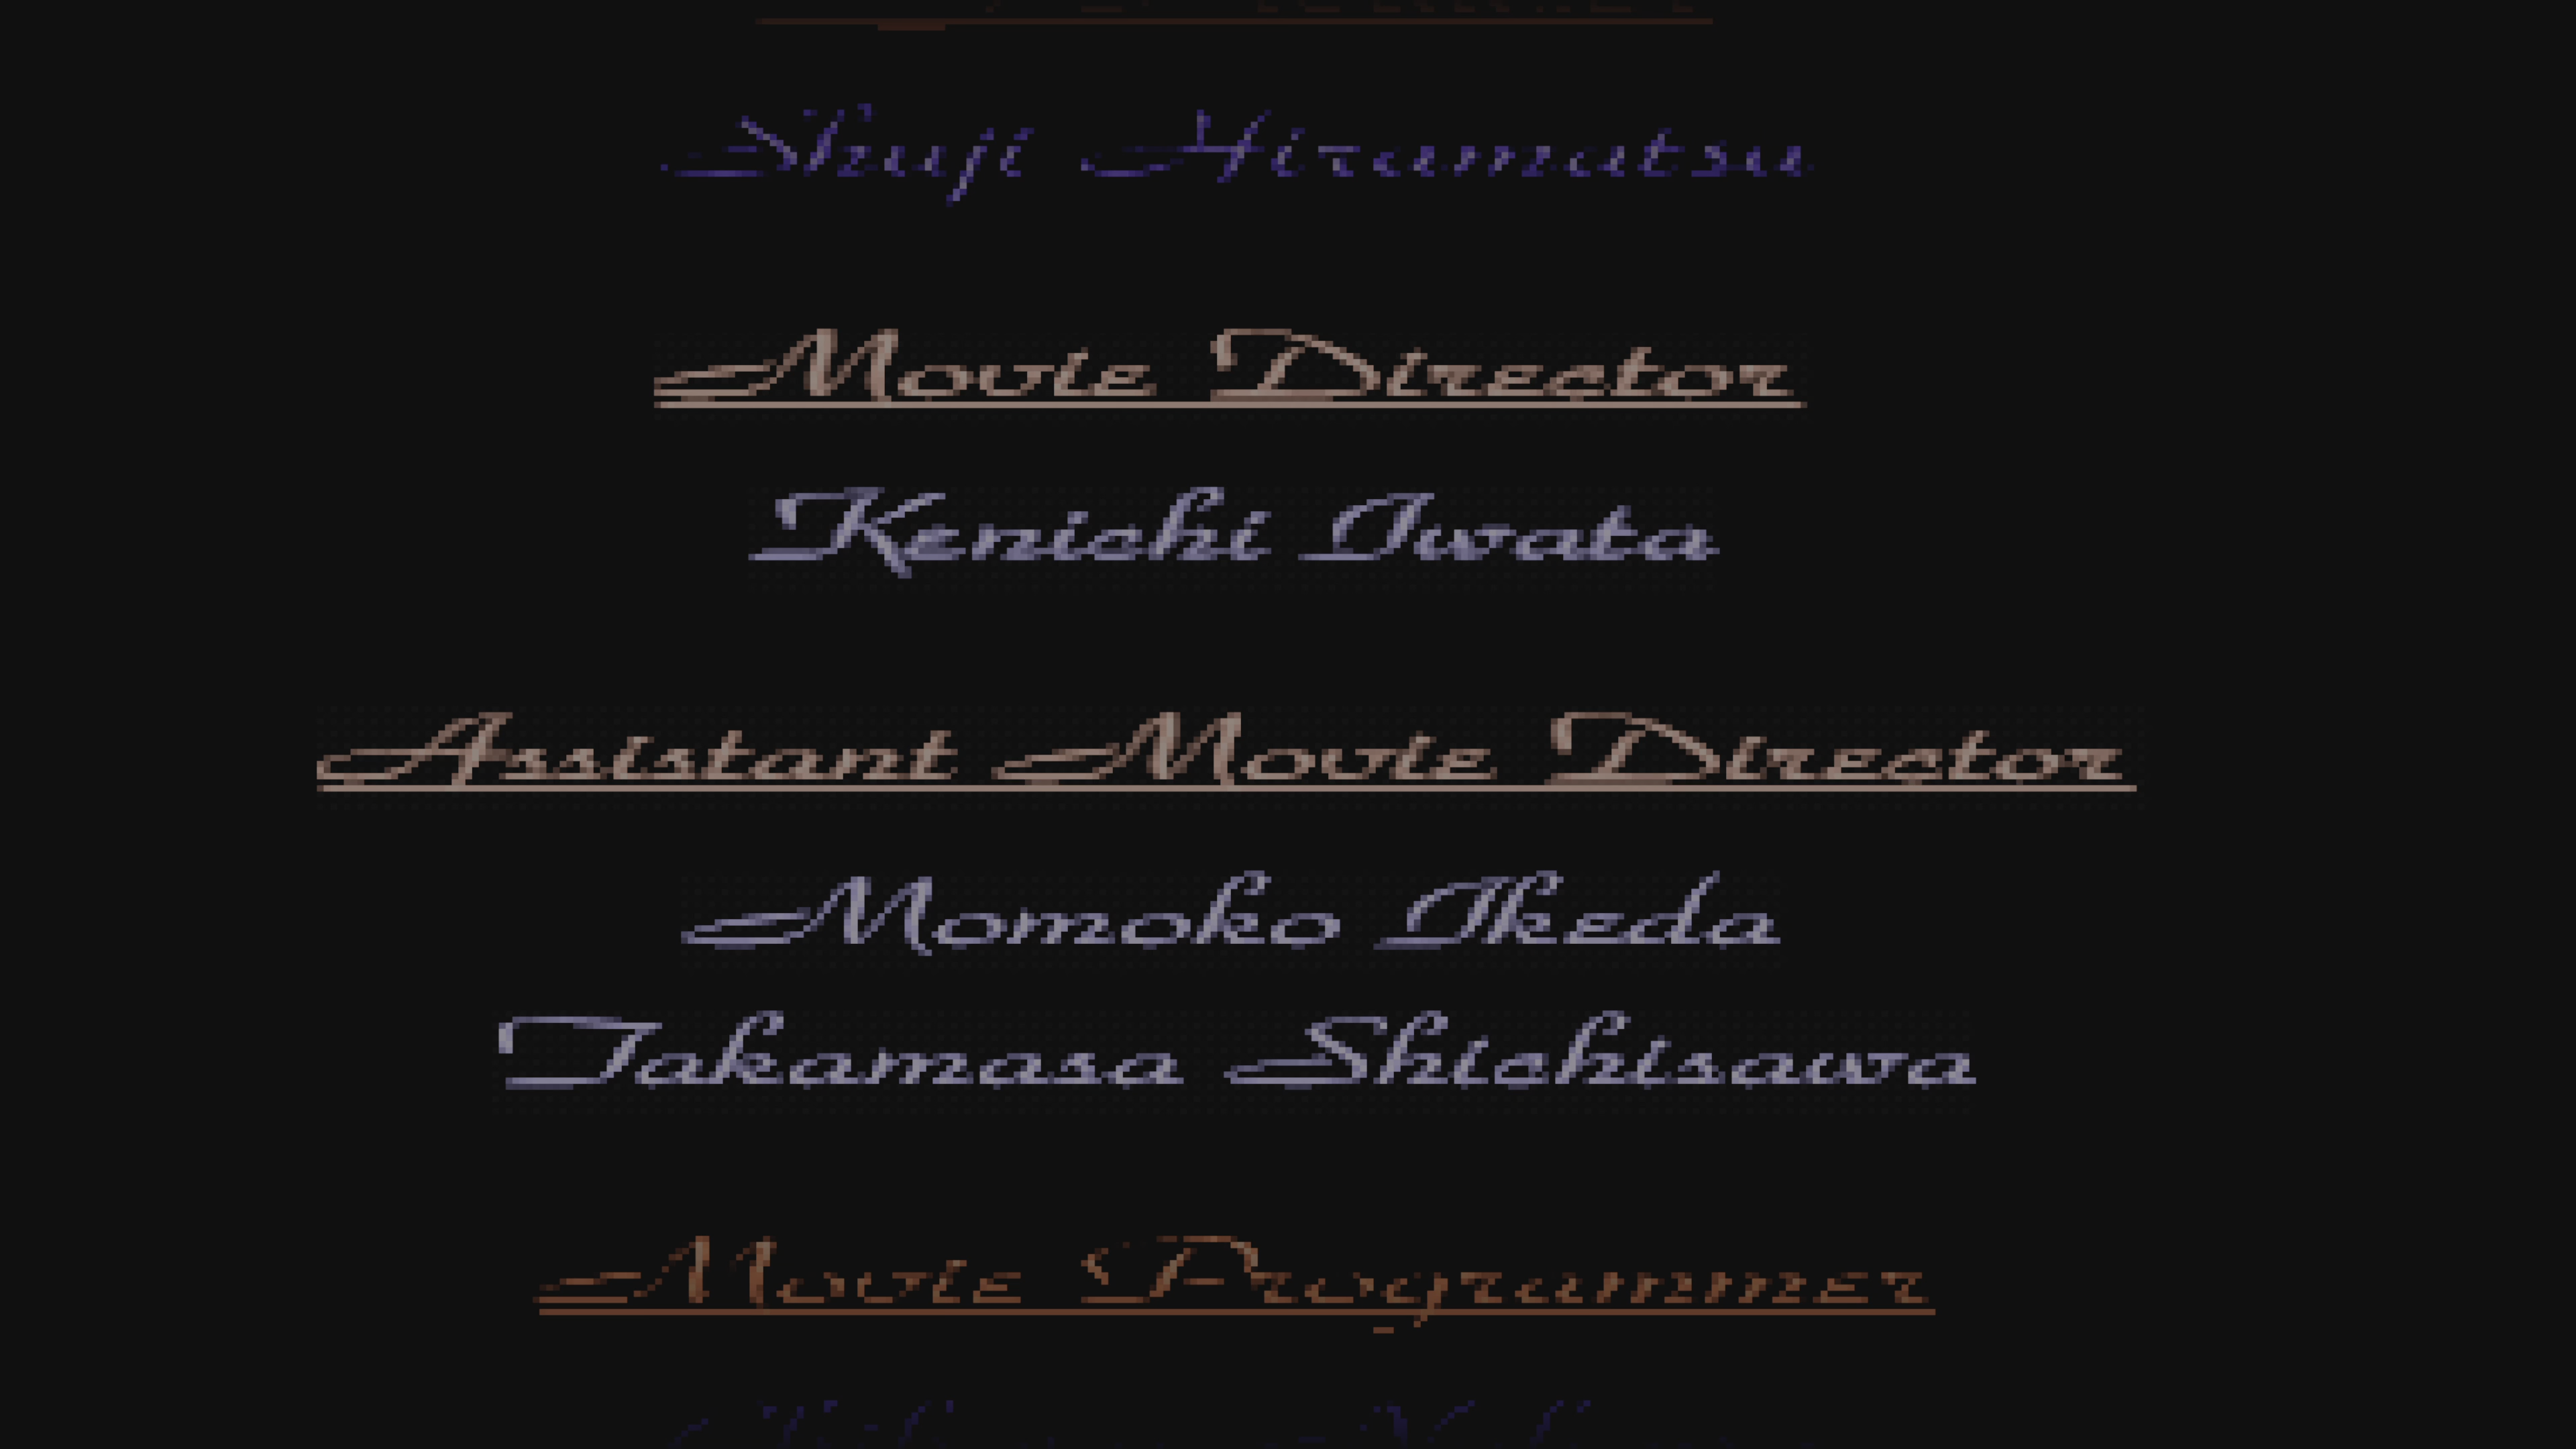 Shuji Hiramatsu
Movie Director
Kenichi Iwata
Assistant Movie Director
Momoko Ikeda
Takamasa Shichisawa
Movie Programmer